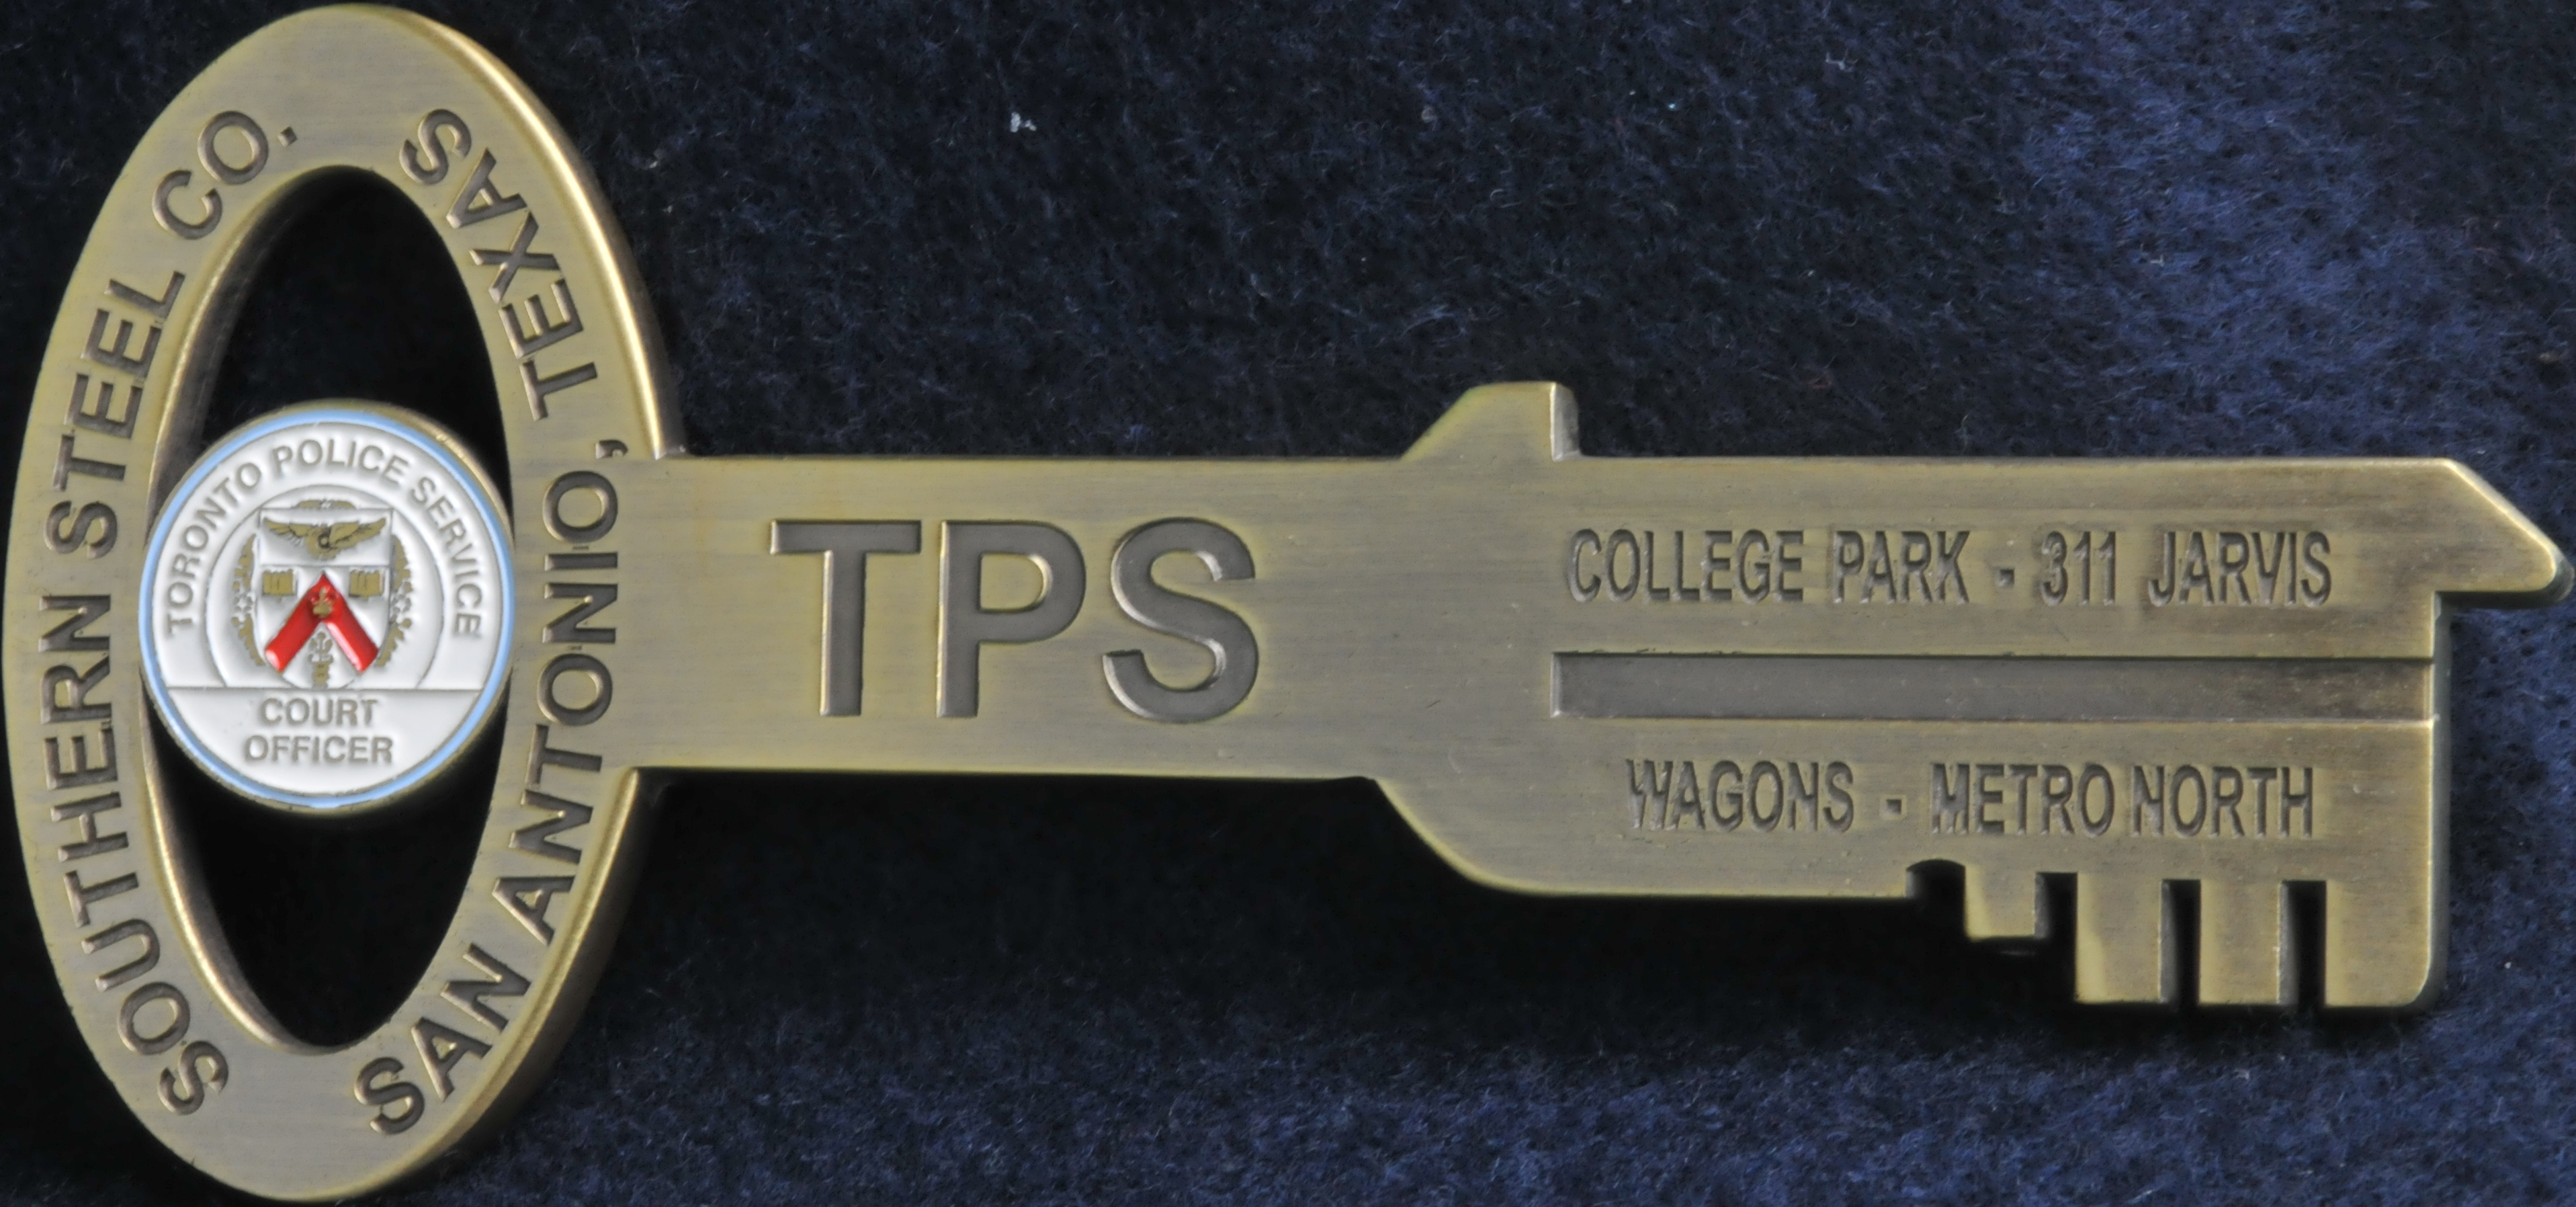 SOUTHERN STEEL CO.
SAN ANTONIO, TEXAS
TORONTO POLICE SERVICE
COURT
OFFICER
TPS
COLLEGE PARK - 311 JARVIS
WAGONS - METRO NORTH